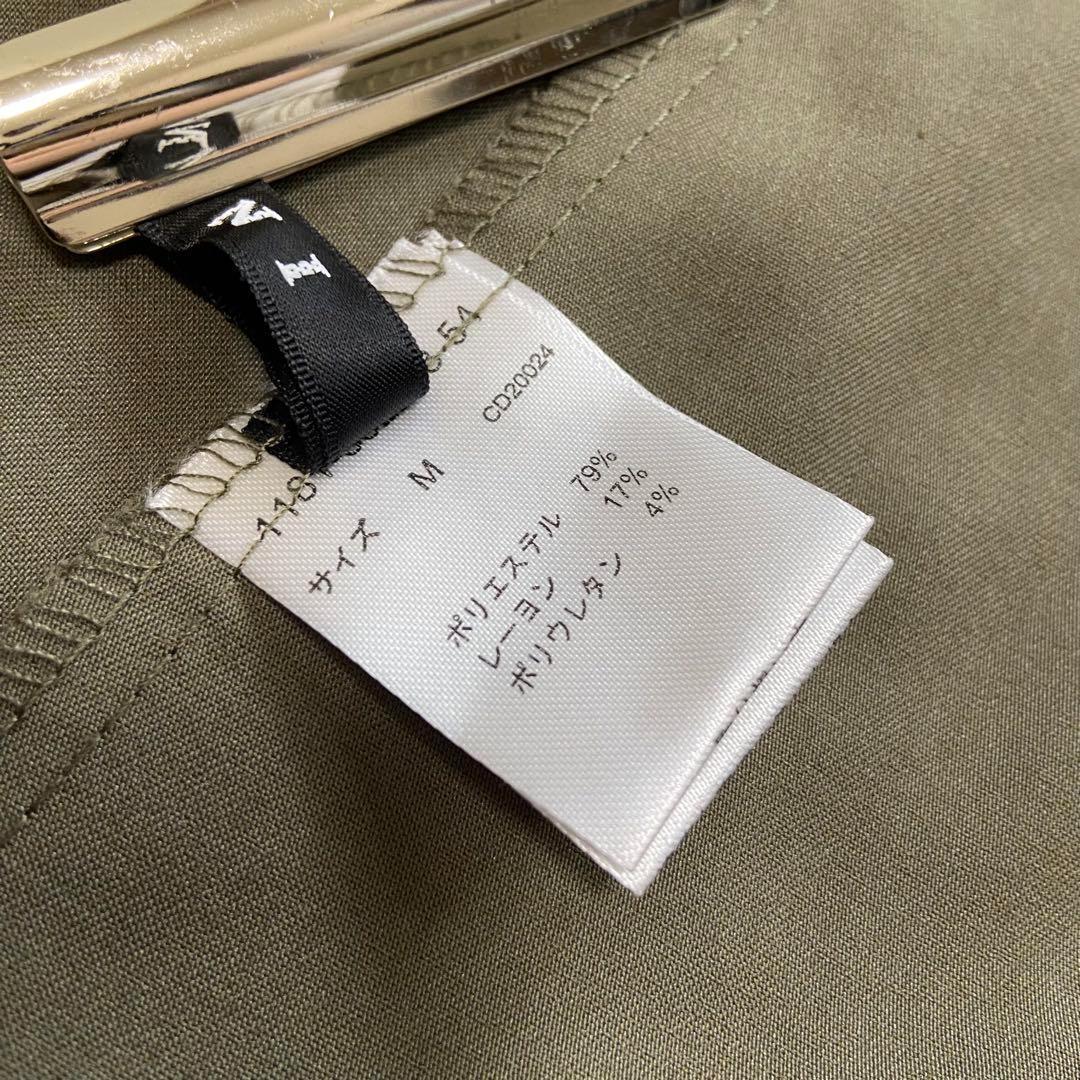 CD20024
サイズ M
ポリエステル 79%
レーヨン 17%
ポリウレタン 4%